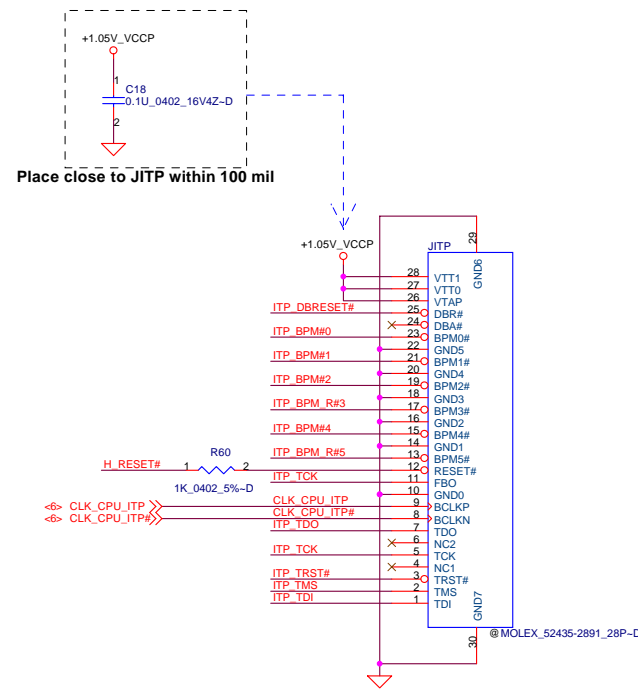 +1.05V_VCCP
1
C18
0.1U_0402_16V4Z~D
2
Place close to JITP within 100 mil
+1.05V_VCCP
JITP
29
GND6
28 VTT1
27 VTT0
26 VTAP
ITP_DBRESET# 25 DBR#
24 DBA#
ITP_BPM#0 23 BPM0#
22 GND5
ITP_BPM#1 21 BPM1#
20 GND4
ITP_BPM#2 19 BPM2#
18 GND3
ITP_BPM_R#3 17 BPM3#
16 GND2
ITP_BPM#4 15 BPM4#
14 GND1
ITP_BPM_R#5 13 BPM5#
R60
H_RESET# 1 2 12 RESET#
1K_0402_5%~D
ITP_TCK 11 FBO
10 GND0
<6> CLK_CPU_ITP CLK_CPU_ITP 9 BCLKP
<6> CLK_CPU_ITP# CLK_CPU_ITP# 8 BCLKN
ITP_TDO 7 TDO
6 NC2
ITP_TCK 5 TCK
4 NC1
ITP_TRST# 3 TRST#
ITP_TMS 2 TMS
ITP_TDI 1 TDI
GND7
30
@MOLEX_52435-2891_28P~D